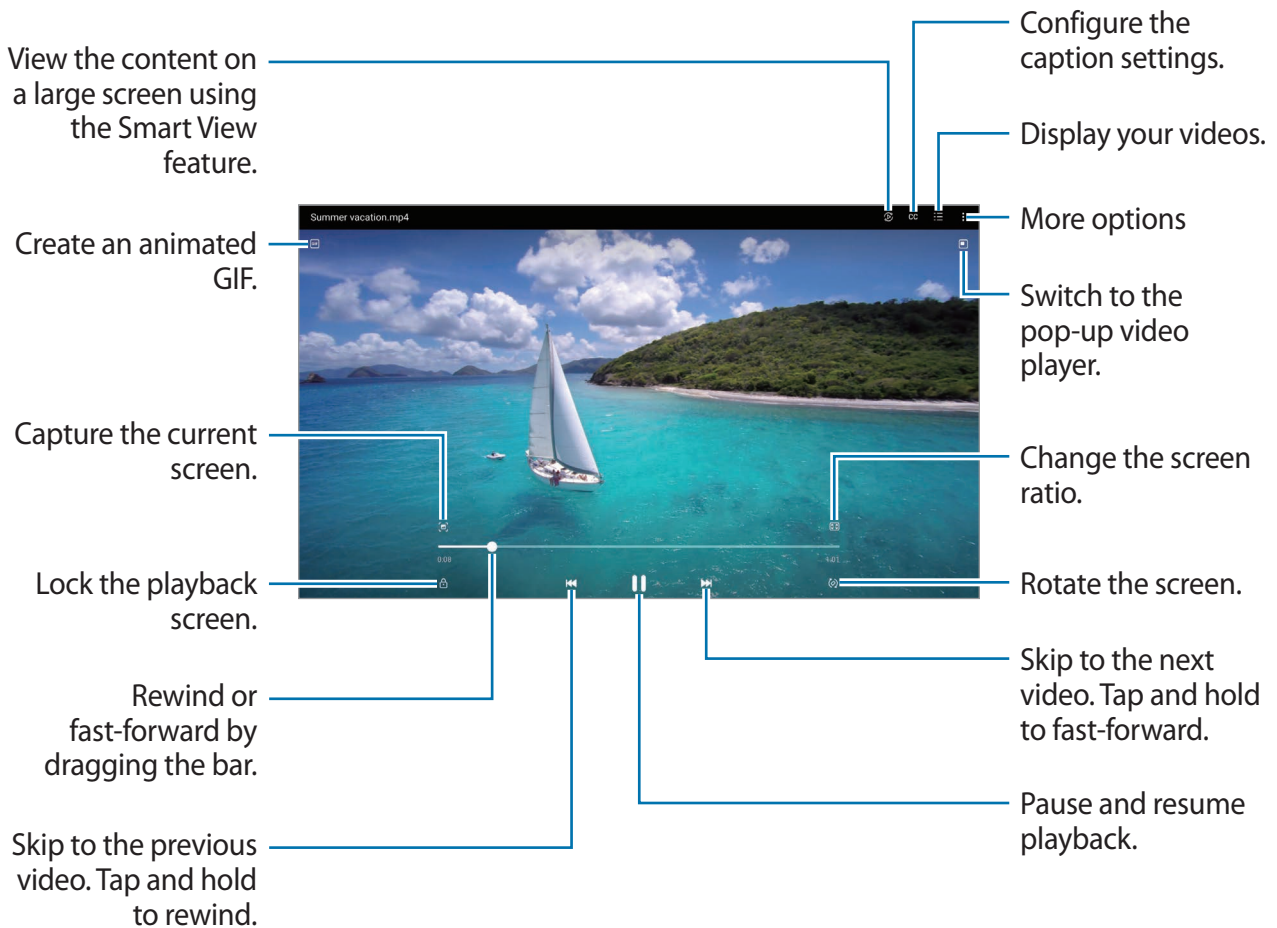 Configure the
caption settings.
View the content on
a large screen using
the Smart View
feature.
Display your videos.
Summer vacation.mp4
CC
More options
Create an animated
GIF.
GIF
Switch to the
pop-up video
player.
Capture the current
screen.
Change the screen
ratio.
0:08
Lock the playback
screen.
Rotate the screen.
Skip to the next
video. Tap and hold
to fast-forward.
Rewind or
fast-forward by
dragging the bar.
Pause and resume
playback.
Skip to the previous
video. Tap and hold
to rewind.